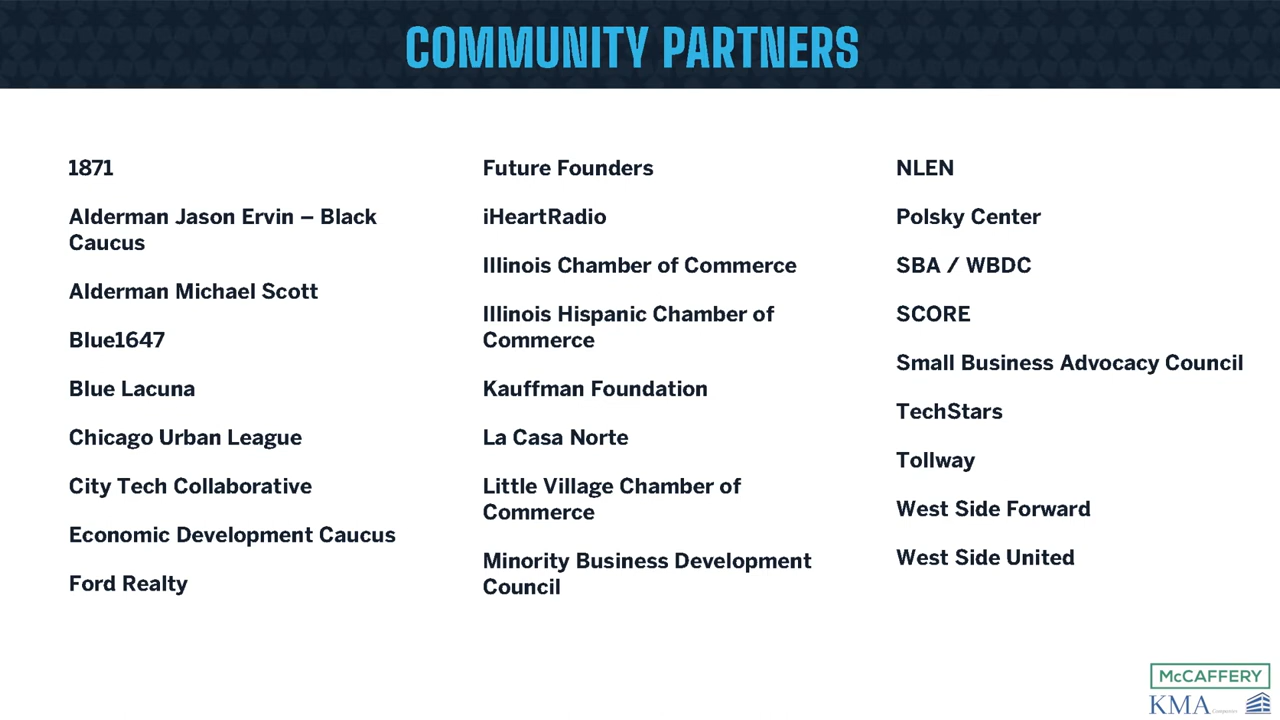 COMMUNITY PARTNERS
1871
Alderman Jason Ervin – Black
Caucus
Alderman Michael Scott
Blue1647
Blue Lacuna
Chicago Urban League
City Tech Collaborative
Economic Development Caucus
Ford Realty
Future Founders
iHeartRadio
Illinois Chamber of Commerce
Illinois Hispanic Chamber of
Commerce
Kauffman Foundation
La Casa Norte
Little Village Chamber of
Commerce
Minority Business Development
Council
NLEN
Polsky Center
SBA / WBDC
SCORE
Small Business Advocacy Council
TechStars
Tollway
West Side Forward
West Side United
McCAFFERY
KMA Companies